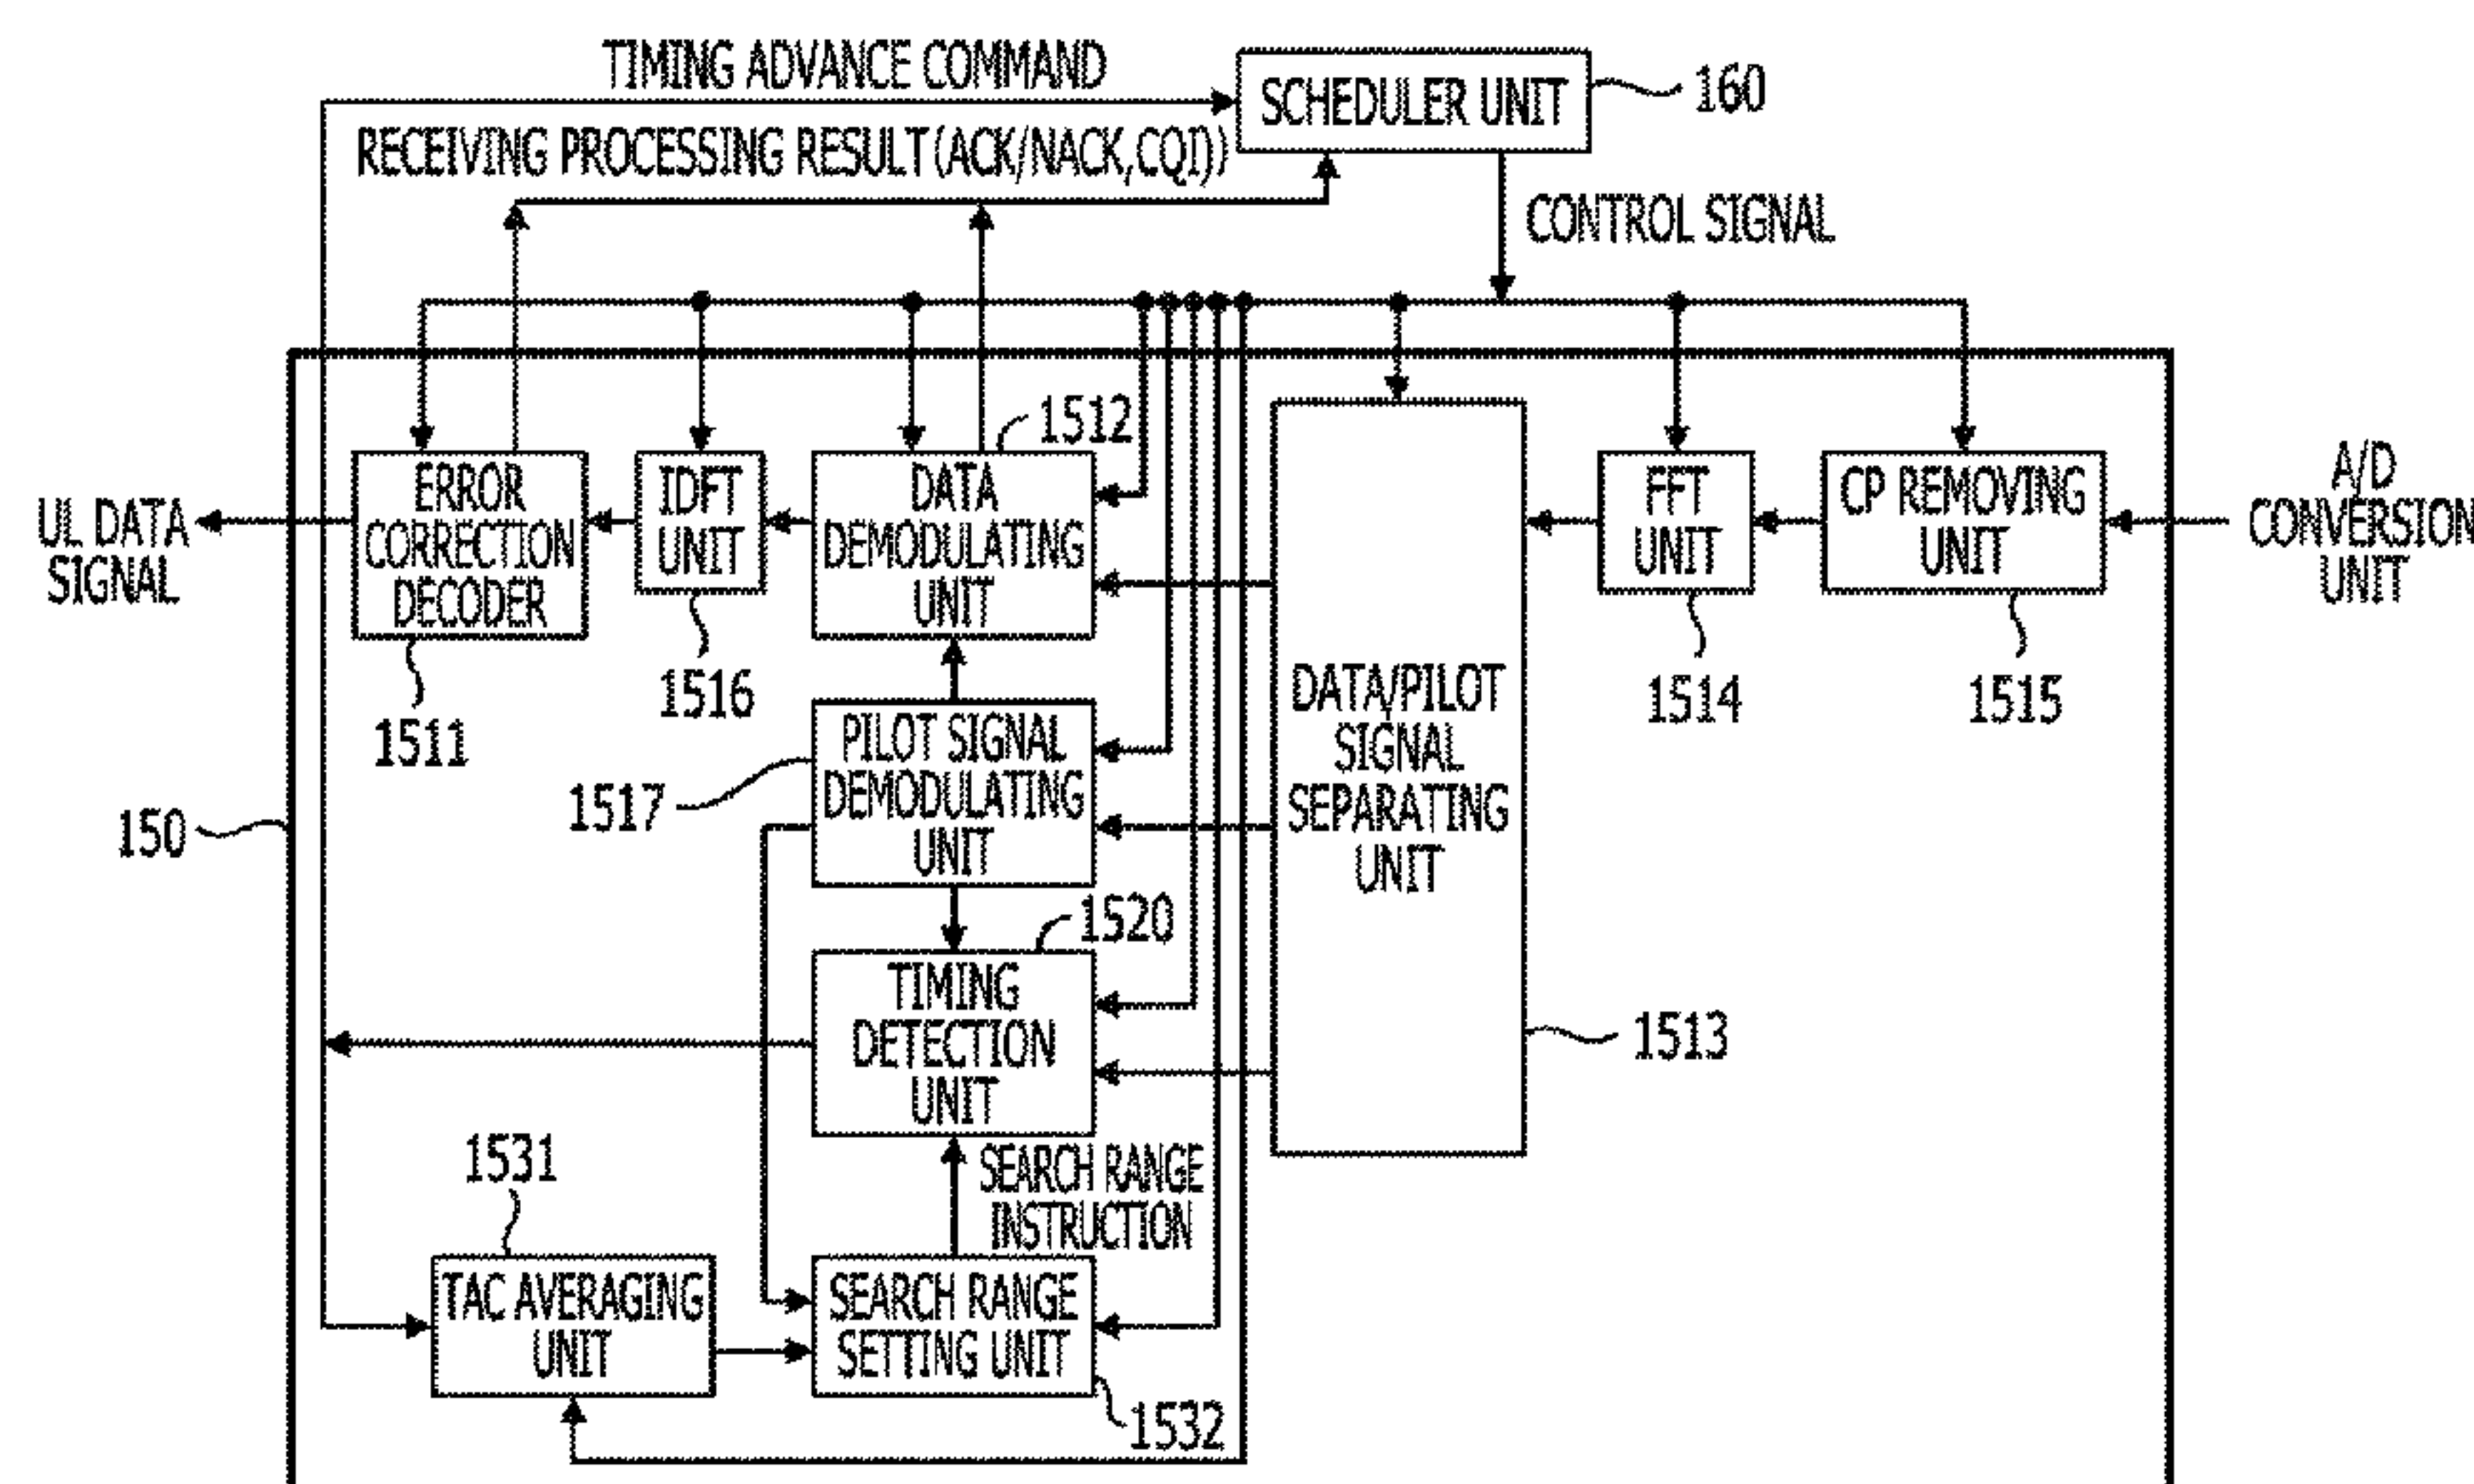 TIMING ADVANCE COMMAND
SCHEDULER UNIT
160
RECEIVING PROCESSING RESULT(ACK/NACK,CQI))
CONTROL SIGNAL
1512
UL DATA
SIGNAL
ERROR
CORRECTION
DECODER
IDFT
UNIT
DATA
DEMODULATING
UNIT
FFT
UNIT
CP REMOVING
UNIT
A/D
CONVERSION
UNIT
1511
1516
1514
1515
DATA/PILOT
SIGNAL
SEPARATING
UNIT
PILOT SIGNAL
DEMODULATING
UNIT
1517
150
1520
TIMING
DETECTION
UNIT
1513
1531
SEARCH RANGE
INSTRUCTION
TAC AVERAGING
UNIT
SEARCH RANGE
SETTING UNIT
1532